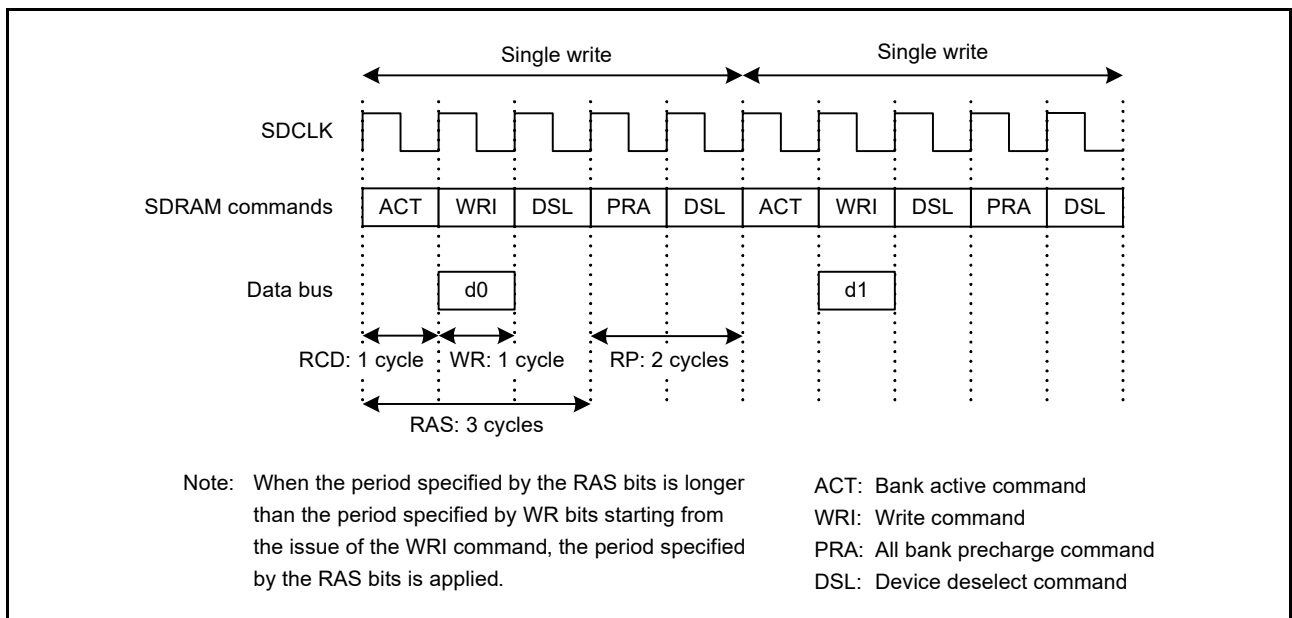 Single write Single write
SDCLK
SDRAM commands ACT WRI DSL PRA DSL ACT WRI DSL PRA DSL
Data bus d0 d1
RCD: 1 cycle WR: 1 cycle RP: 2 cycles
RAS: 3 cycles
Note: When the period specified by the RAS bits is longer
than the period specified by WR bits starting from
the issue of the WRI command, the period specified
by the RAS bits is applied.
ACT: Bank active command
WRI: Write command
PRA: All bank precharge command
DSL: Device deselect command